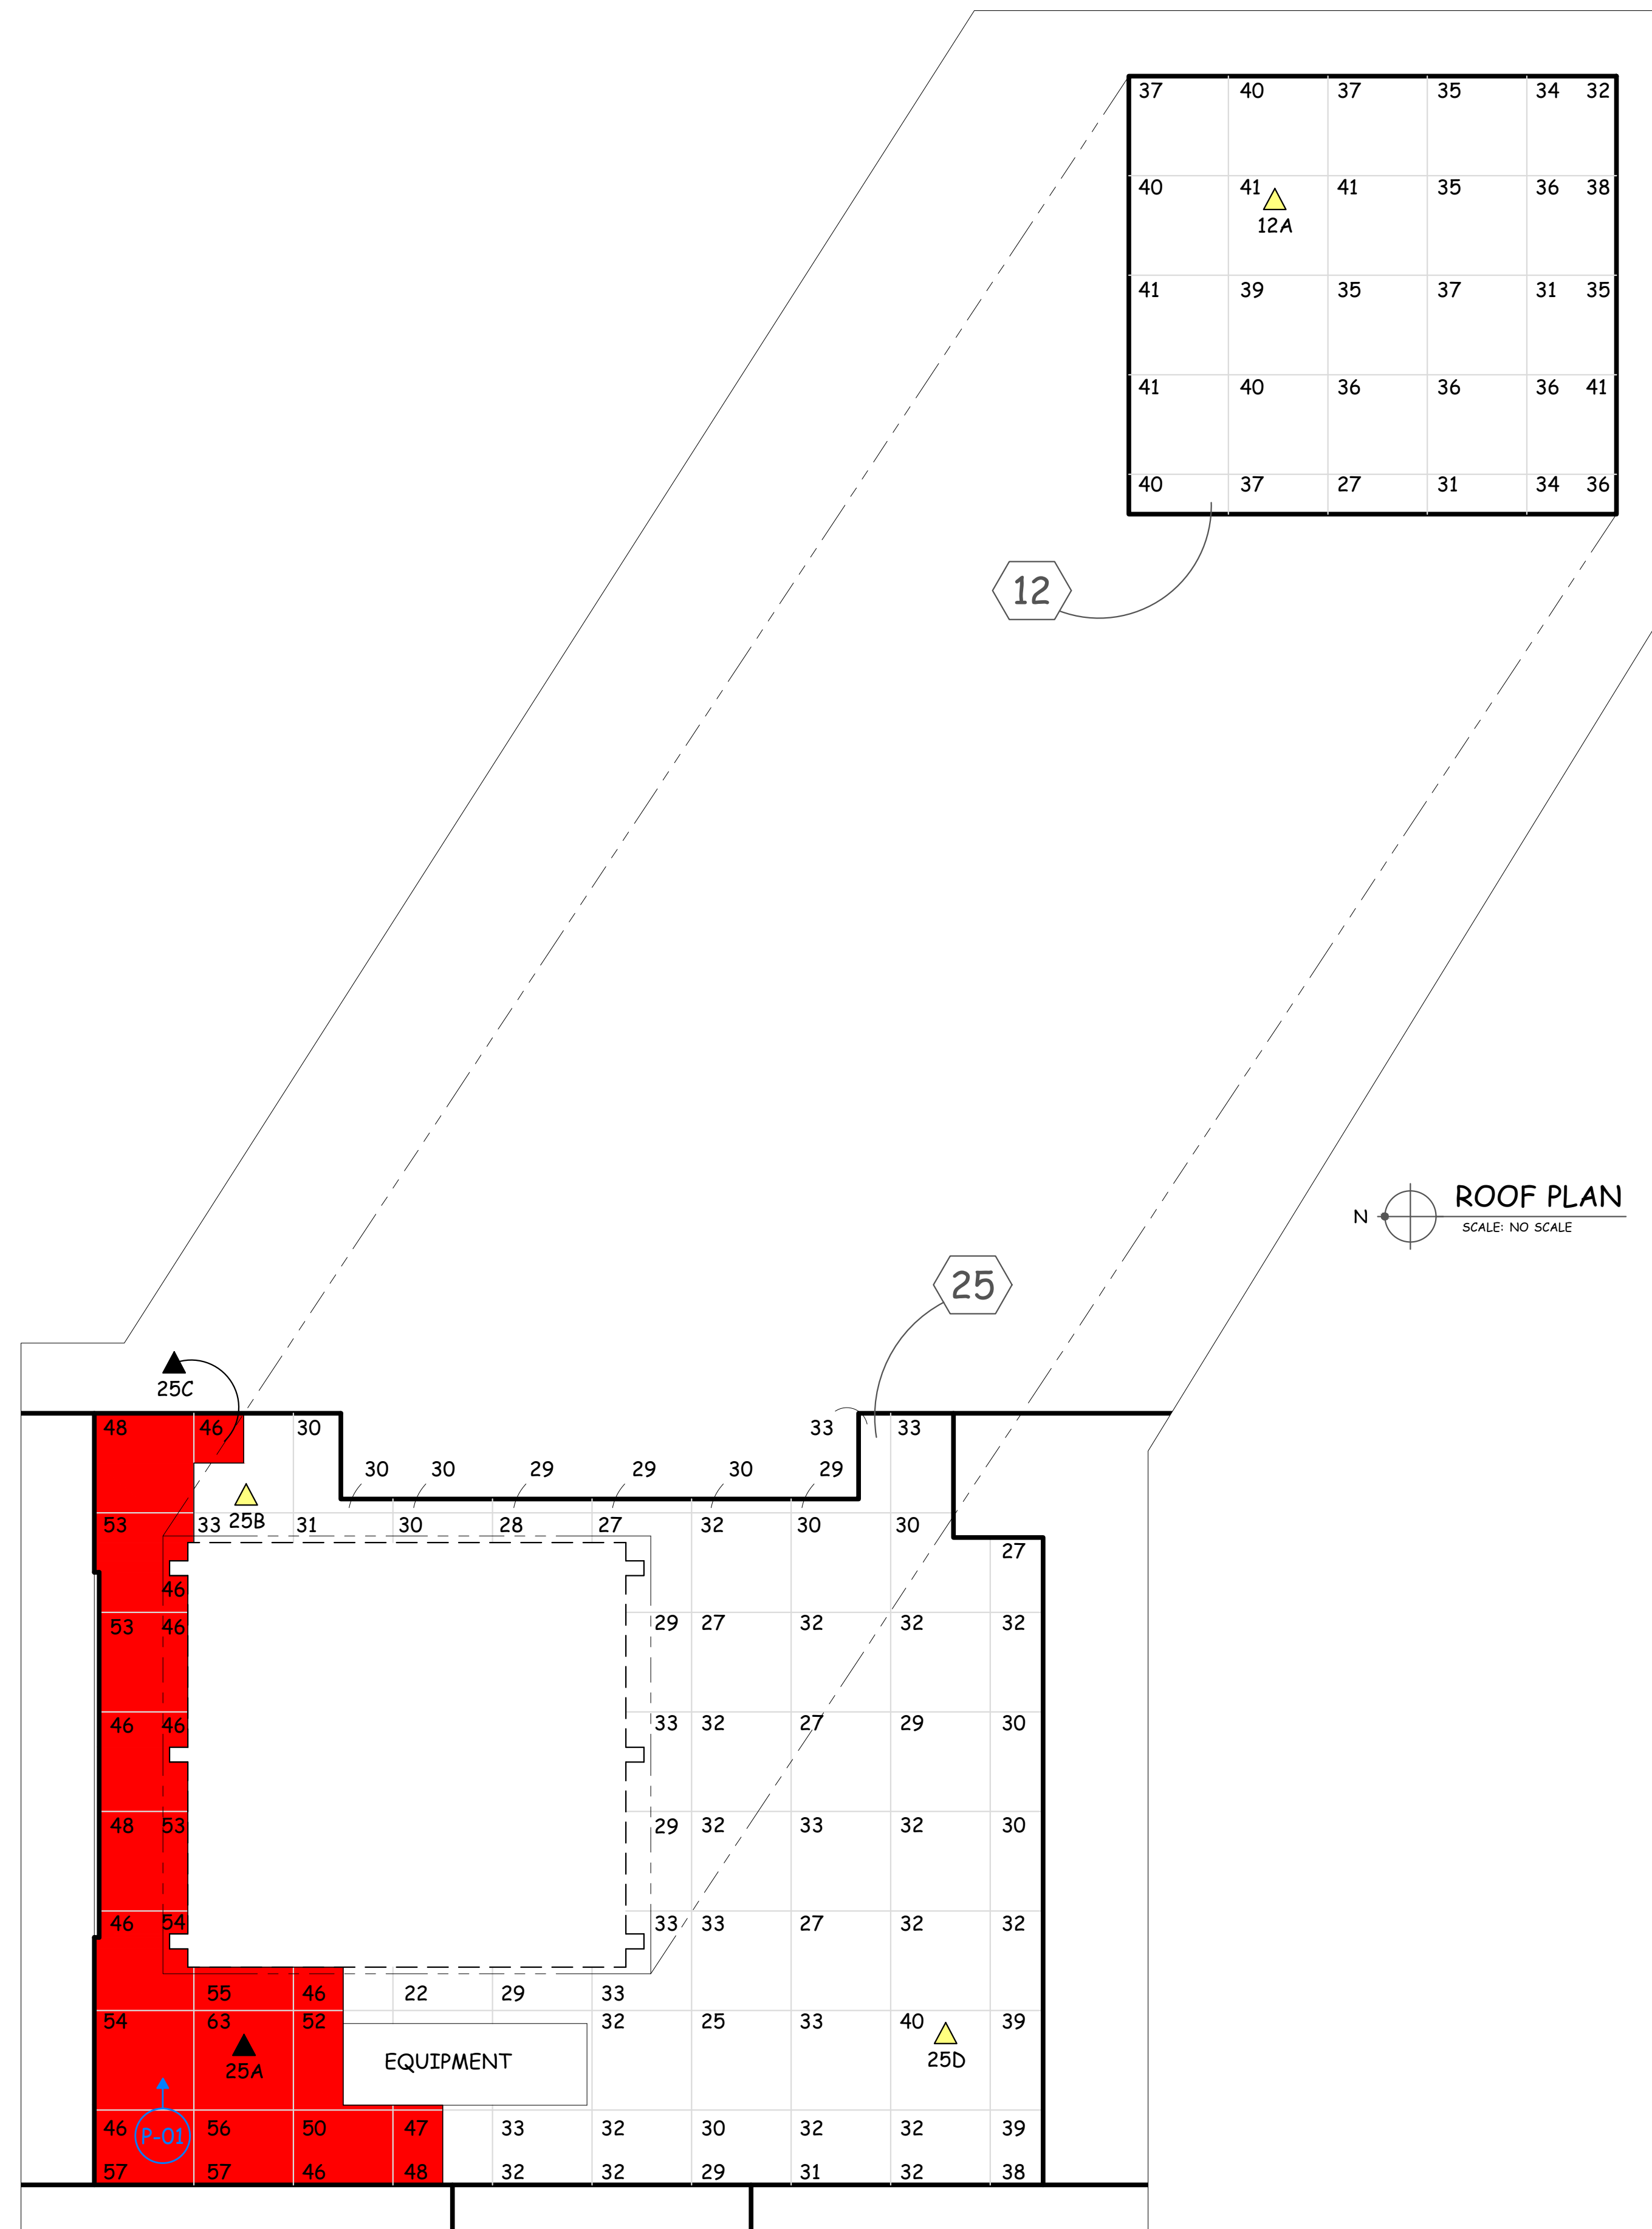 37 40 37 35 34 32
40 41 41 35 36 38
12A
41 39 35 37 31 35
41 40 36 36 36 41
40 37 27 31 34 36
12
N
ROOF PLAN
SCALE: NO SCALE
25
25C
48 46 30 33 33
30 30 29 29 30 29
53 33 25B 31 30 28 27 32 30 30
27
46
53 46 29 27 32 32 32
46 46 33 32 27 29 30
48 53 29 32 33 32 30
46 54 33 33 27 32 32
55 46 22 29 33
54 63 52 32 25 33 40 39
25A EQUIPMENT 25D
46 P-01 56 50 47 33 32 30 32 32 39
57 57 46 48 32 32 29 31 32 38